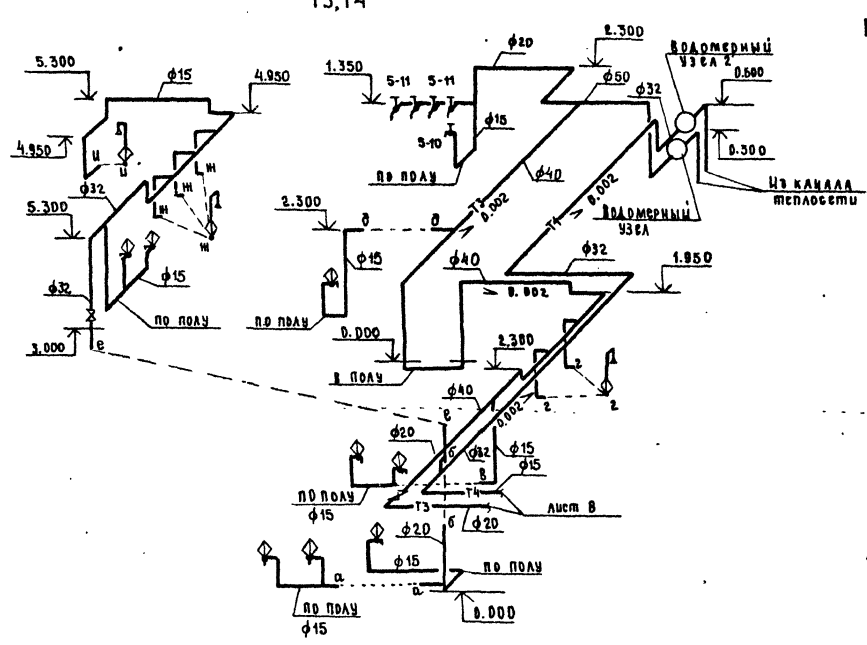 Т3,Т4
5.300
ф15
4.950
4.950
и
и
ж
ж
ж
ж
ф32
5.300
ф15
ф32
по полу
3.000
е
1.350
5-11
5-11
ф20
2.300
5-10
ф15
по полу
ф50
Водомерный
узел 2
ф32
0.600
0.300
Из канала
теплосети
Водомерный
узел
ф40
Т3
0.002
0.002
Т4
2.300
д
д
ф15
по полу
ф40
0.002
ф32
1.950
0.000
В полу
2.300
ф40
0.002
г
г
г
е
ф20
б
ф32
ф15
ф15
в
Т4
Т3
Лист 8
ф20
по полу
ф15
б
ф20
ф15
по полу
а
а
по полу
ф15
0.000